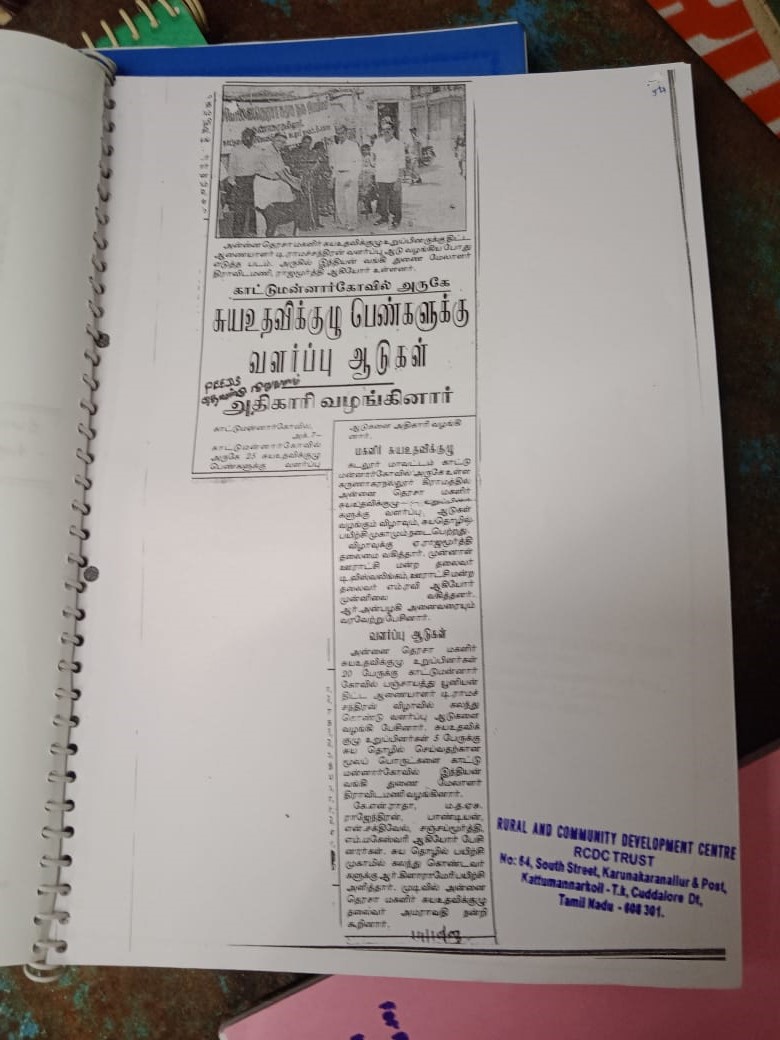 அன்னை தெரசா மகளிர் சுயஉதவிக்குழு உறுப்பினருக்கு திட்ட
ஆணையாளர் டி.ராமச்சந்திரன் வளர்ப்பு ஆடு வழங்கிய போது
எடுத்த படம். அருகில் இந்தியன் வங்கி துணை மேலாளர்
திராவிடமணி, ராஜமூர்த்தி ஆகியோர் உள்ளனர்.
காட்டுமன்னார்கோவில் அருகே
சுயஉதவிக்குழு பெண்களுக்கு
வளர்ப்பு ஆடுகள்
அதிகாரி வழங்கினார்
காட்டுமன்னார்கோவில்,
அக்.7–
காட்டுமன்னார்கோவில்
அருகே 25 சுயஉதவிக்குழு
பெண்களுக்கு வளர்ப்பு
ஆடுகளை அதிகாரி வழங்கி
னார்.
மகளிர் சுயஉதவிக்குழு
கடலூர் மாவட்டம் காட்டு
மன்னார்கோவில் அருகே உள்ள
கருணாகரநல்லூர் கிராமத்தில்
அன்னை தெரசா மகளிர்
சுயஉதவிக்குழு உறுப்பினர்
களுக்கு வளர்ப்பு ஆடுகள்
வழங்கும் விழாவும், சுயதொழில்
பயிற்சி முகாமும் நடைபெற்றது.
விழாவுக்கு ஏ.ராஜமூர்த்தி
தலைமை வகித்தார். முன்னாள்
ஊராட்சி மன்ற தலைவர்
டி.விஸ்வலிங்கம், ஊராட்சி மன்ற
தலைவர் எம்.ரவி ஆகியோர்
முன்னிலை வகித்தனர்.
ஆர்.அன்பழகி அனைவரையும்
வரவேற்று பேசினார்.
வளர்ப்பு ஆடுகள்
அன்னை தெரசா மகளிர்
சுயஉதவிக்குழு உறுப்பினர்கள்
20 பேருக்கு காட்டுமன்னார்
கோவில் பஞ்சாயத்து யூனியன்
திட்ட ஆணையாளர் டி.ராமச்
சந்திரன் விழாவில் கலந்து
கொண்டு வளர்ப்பு ஆடுகளை
வழங்கி பேசினார். சுயஉதவிக்
குழு உறுப்பினர்கள் 5 பேருக்கு
சுய தொழில் செய்வதற்கான
மூலப் பொருட்களை காட்டு
மன்னார்கோவில் இந்தியன்
வங்கி துணை மேலாளர்
திராவிடமணி வழங்கினார்.
கே.என்.ராதா, ம.த.ஏசு.
ராஜேந்திரன், பாண்டியன்,
என்.சக்திவேல், சஞ்சய்மூர்த்தி,
எம்.மகேஸ்வரி ஆகியோர் பேசி
னார்கள். சுய தொழில் பயிற்சி
முகாமில் கலந்து கொண்டவர்
களுக்கு ஆர்.கிளாராமேரி பயிற்சி
அளித்தார். முடிவில் அன்னை
தெரசா மகளிர் சுயஉதவிக்குழு
தலைவர் அமராவதி நன்றி
கூறினார்.
RURAL AND COMMUNITY DEVELOPMENT CENTRE
RCDC TRUST
No: 64, South Street, Karunakaranallur & Post,
Kattumannarkoil - T.k, Cuddalore Dt,
Tamil Nadu - 608 301.